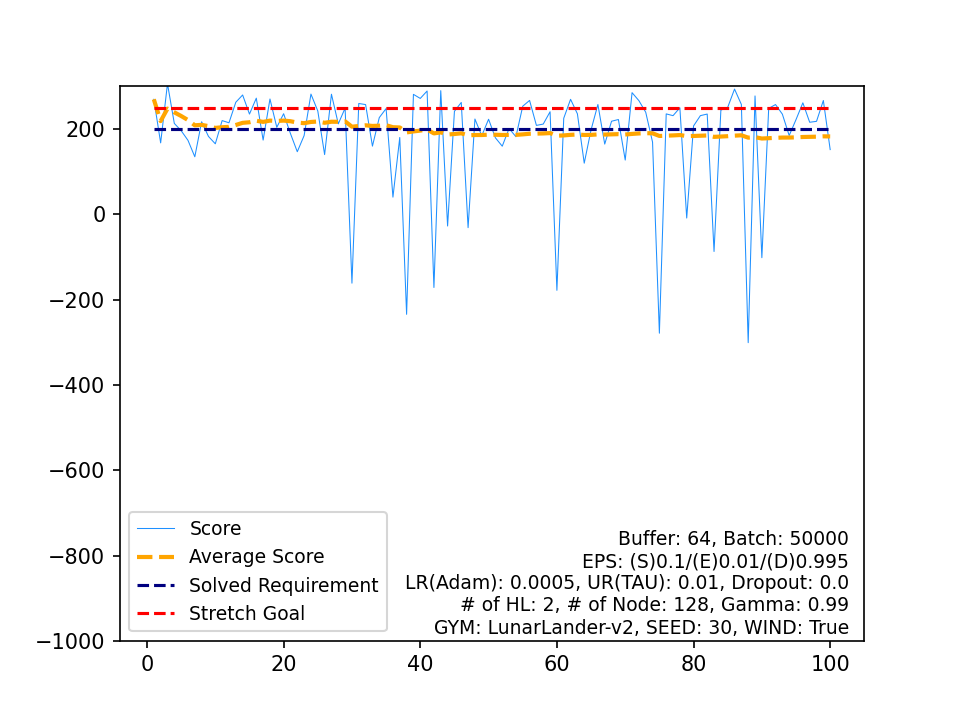 200
0
−200
−400
−600
−800
−1000
0 20 40 60 80 100
Score
Average Score
Solved Requirement
Stretch Goal
Buffer: 64, Batch: 50000
EPS: (S)0.1/(E)0.01/(D)0.995
LR(Adam): 0.0005, UR(TAU): 0.01, Dropout: 0.0
# of HL: 2, # of Node: 128, Gamma: 0.99
GYM: LunarLander-v2, SEED: 30, WIND: True